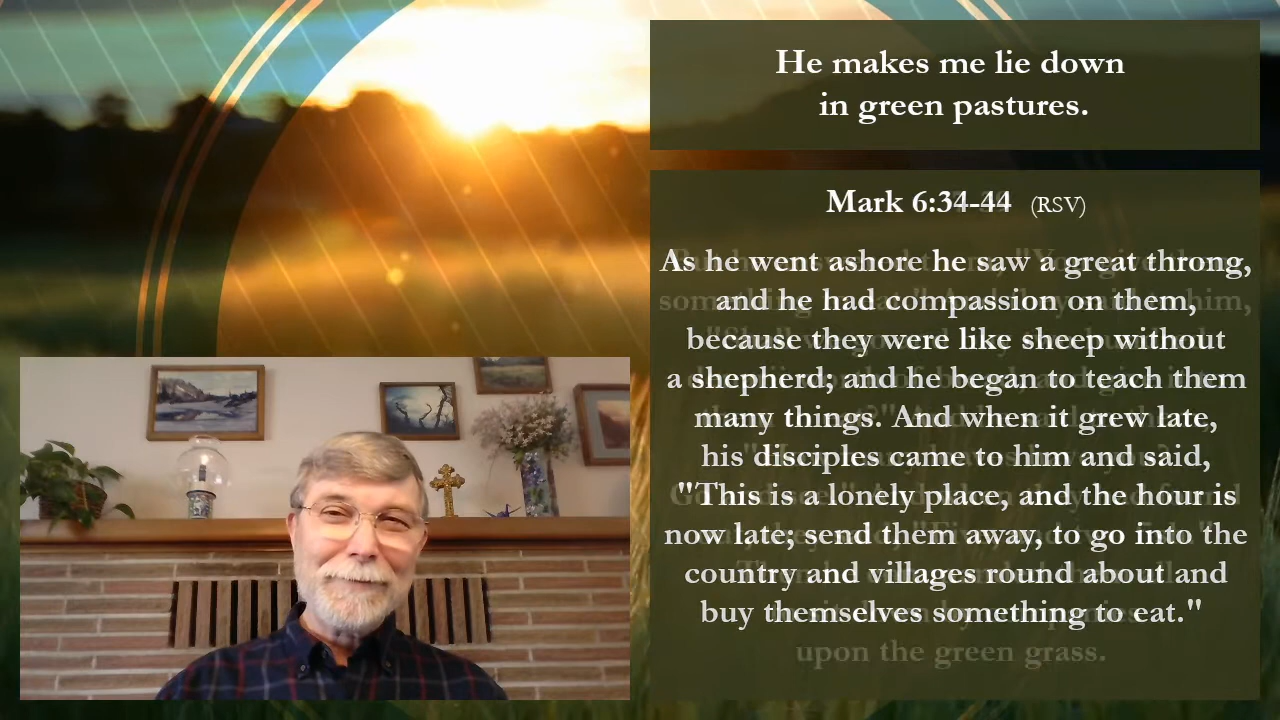 He makes me lie down
in green pastures.
Mark 6:34-44 (RSV)
As he went ashore he saw a great throng,
and he had compassion on them,
because they were like sheep without
a shepherd; and he began to teach them
many things. And when it grew late,
his disciples came to him and said,
"This is a lonely place, and the hour is
now late; send them away, to go into the
country and villages round about and
buy themselves something to eat."
upon the green grass.